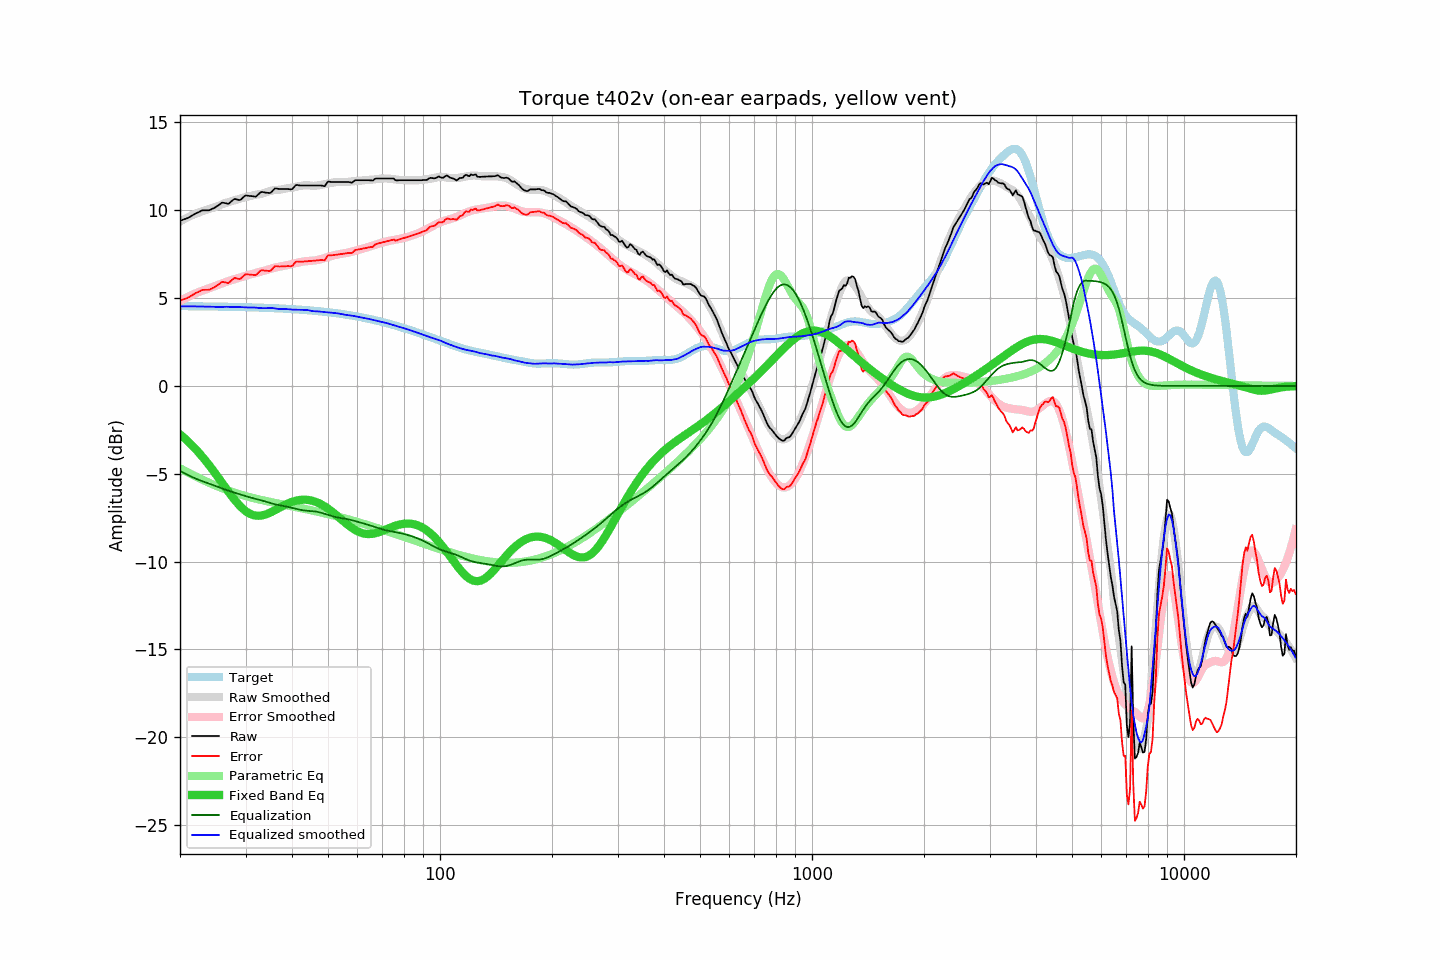 Torque t402v (on-ear earpads, yellow vent)
15
10
5
0
−5
−10
−15
−20
−25
Amplitude (dBr)
Target
Raw Smoothed
Error Smoothed
Raw
Error
Parametric Eq
Fixed Band Eq
Equalization
Equalized smoothed
100 1000 10000
Frequency (Hz)